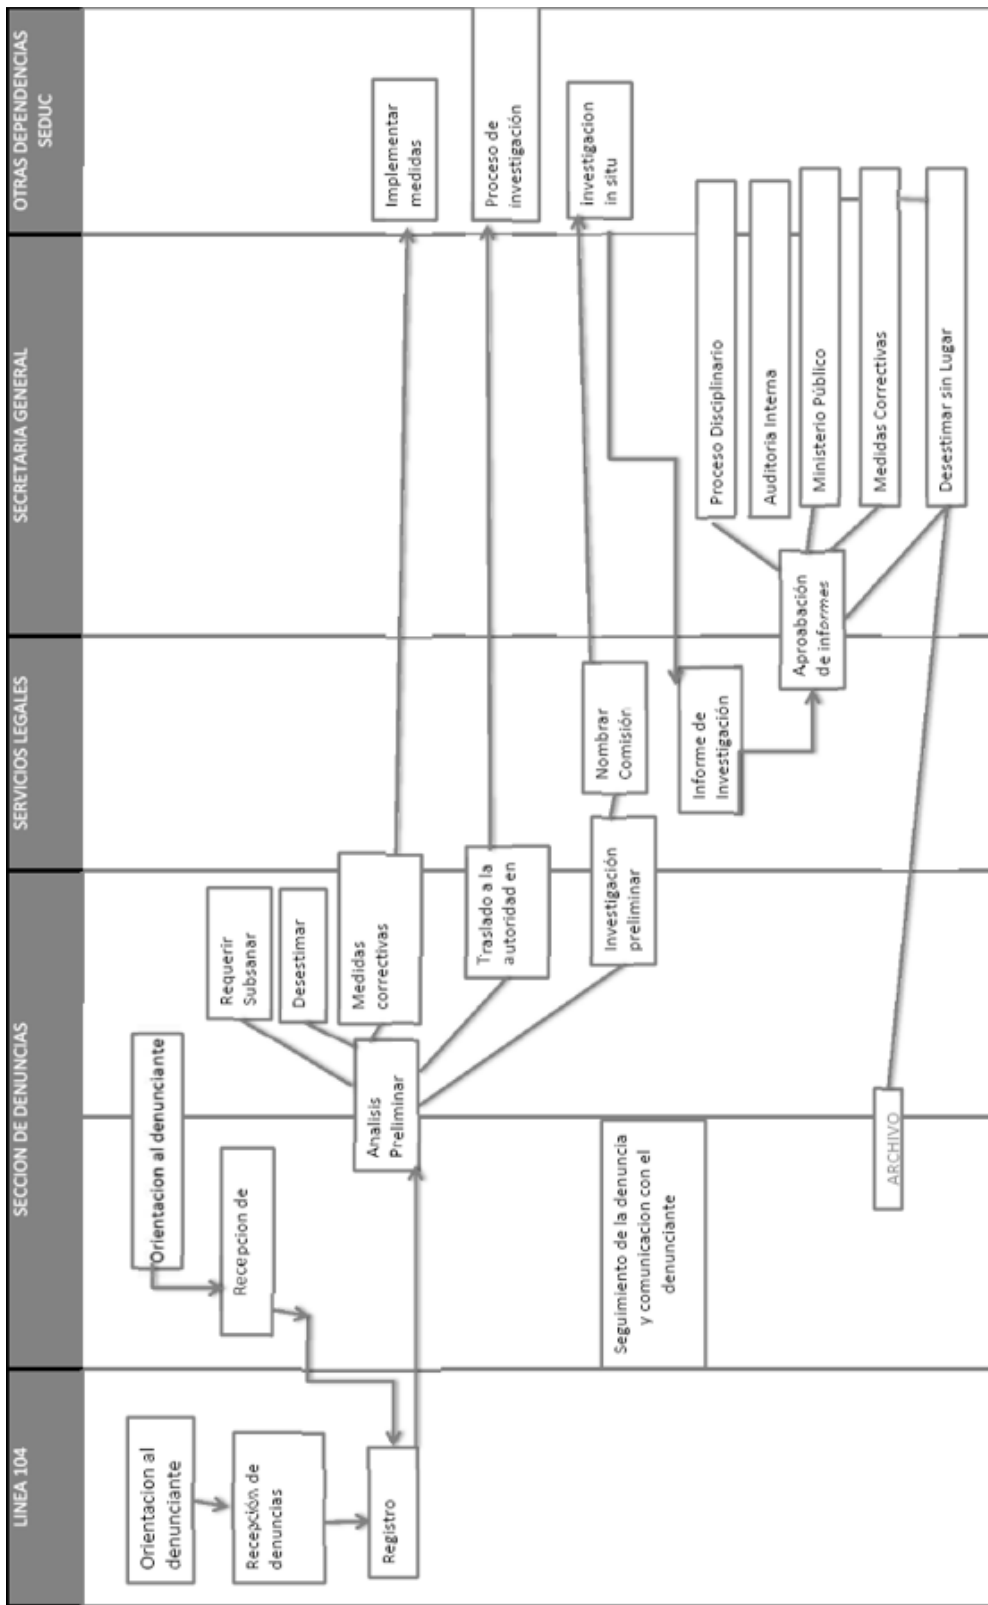 LINEA 104
SECCION DE DENUNCIAS
SERVICIOS LEGALES
SECRETARIA GENERAL
OTRAS DEPENDENCIAS
SEDUC
Orientacion al
denunciante
Recepción de
denuncias
Registro
Orientacion al denunciante
Recepcion de
Analisis
Preliminar
Requerir
Subsanar
Desestimar
Medidas
correctivas
Traslado a la
autoridad en
Investigación
preliminar
Seguimiento de la denuncia
y comunicacion con el
denunciante
ARCHIVO
Nombrar
Comisión
Informe de
Investigación
Aproabación
de informes
Proceso Disciplinario
Auditoria Interna
Ministerio Público
Medidas Correctivas
Desestimar sin Lugar
Implementar
medidas
Proceso de
investigación
investigacion
in situ